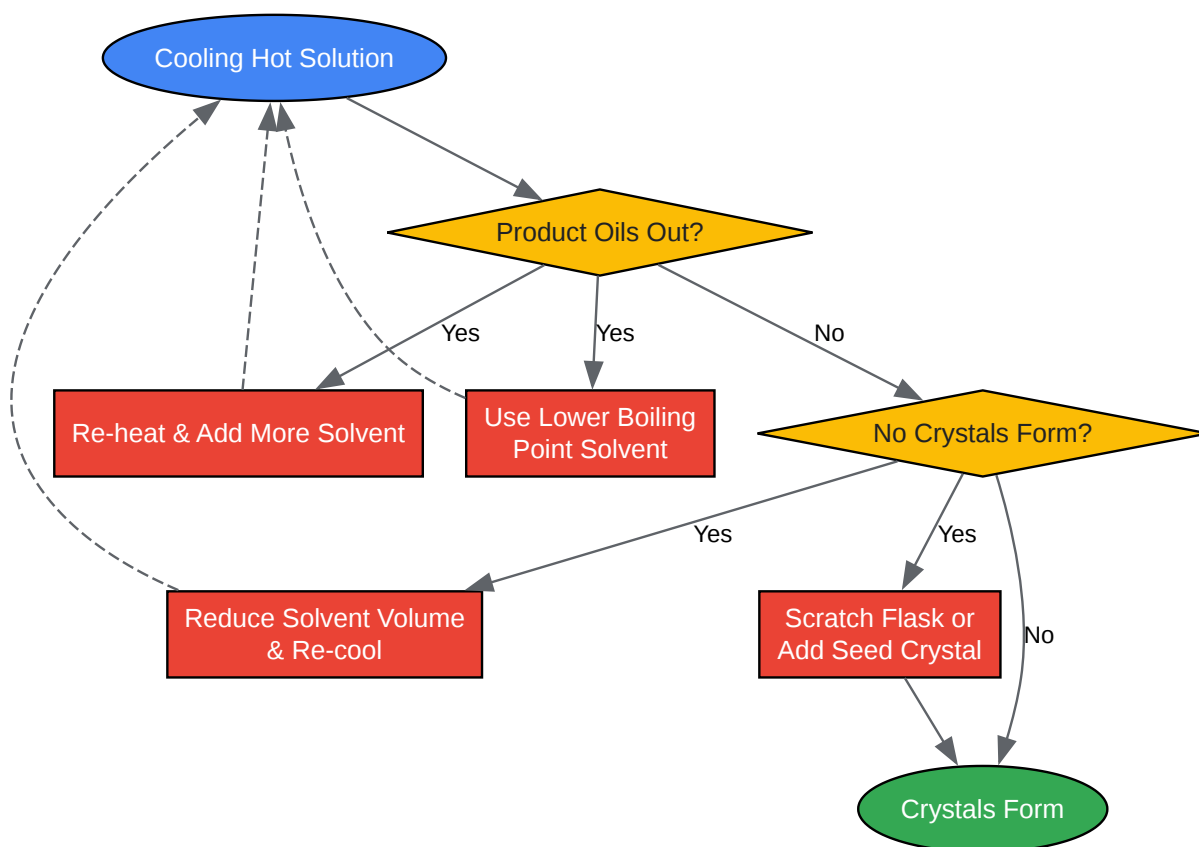 Cooling Hot Solution
Product Oils Out?
Yes
Yes
No
Re-heat & Add More Solvent
Use Lower Boiling
Point Solvent
No Crystals Form?
Yes
Yes
No
Reduce Solvent Volume
& Re-cool
Scratch Flask or
Add Seed Crystal
Crystals Form